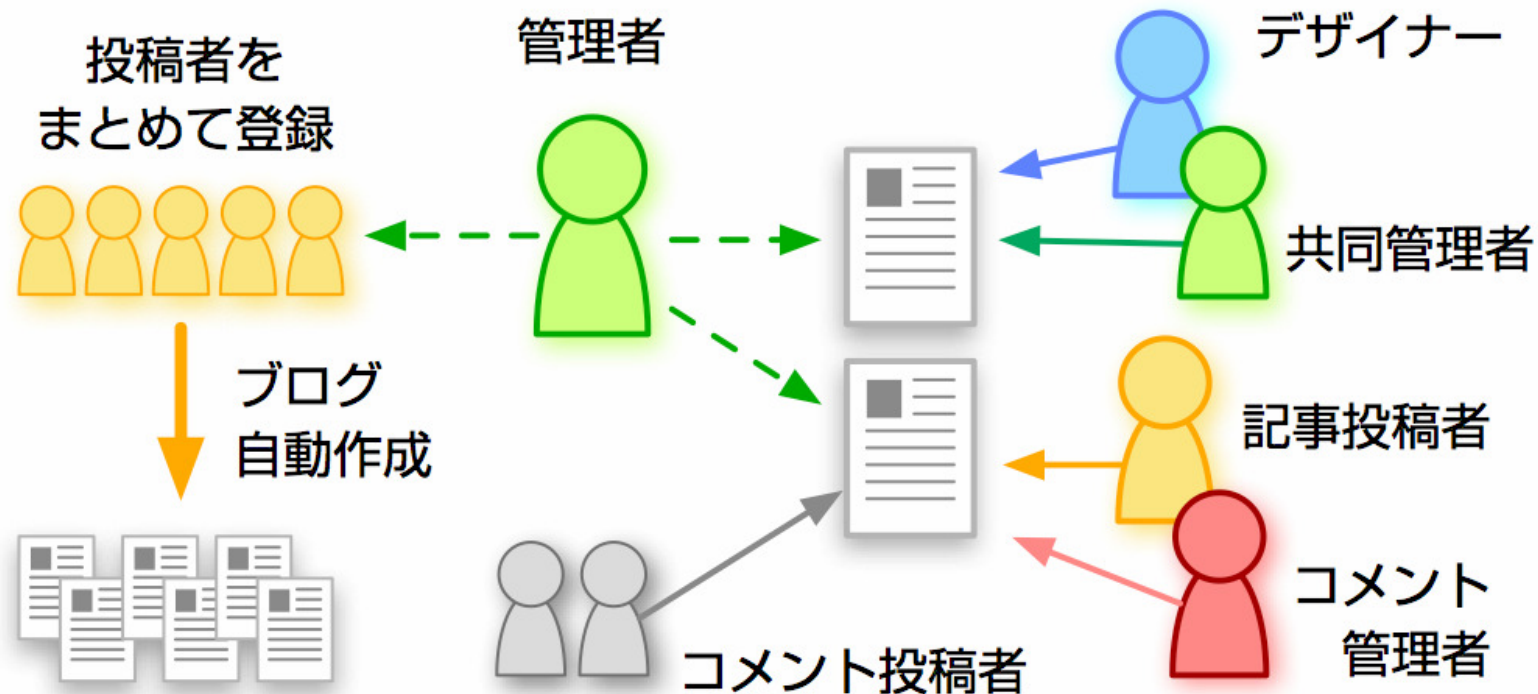 投稿者を
まとめて登録
管理者
デザイナー
共同管理者
ブログ
自動作成
記事投稿者
コメント
管理者
コメント投稿者